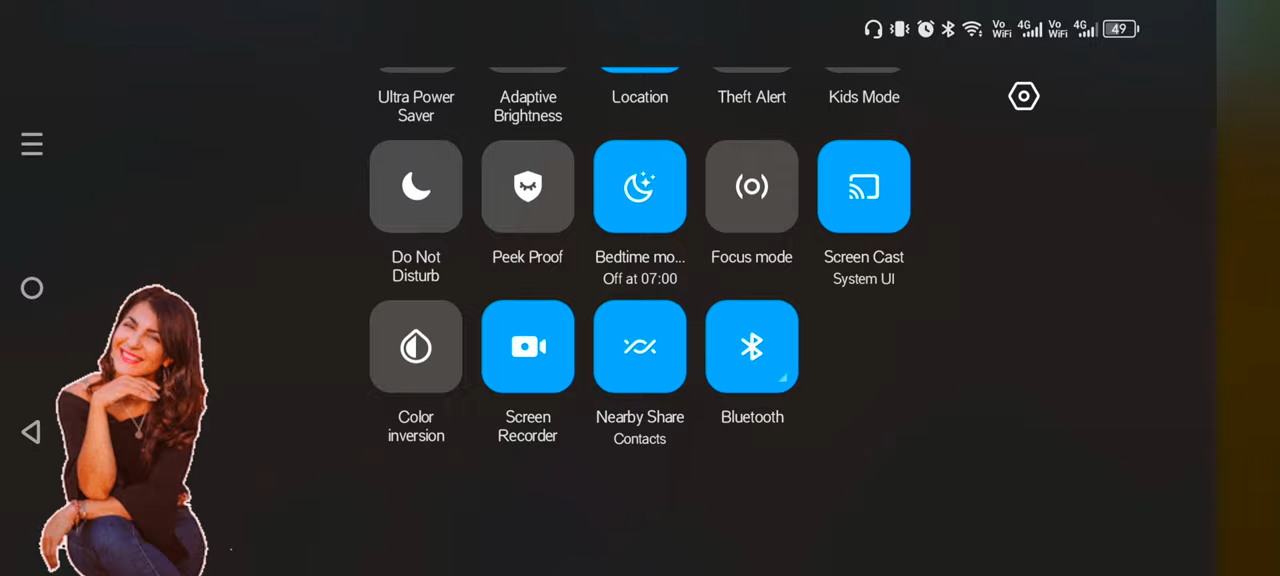 Vo WiFi 4G Vo WiFi 4G 49
Ultra Power Saver
Adaptive Brightness
Location
Theft Alert
Kids Mode
Do Not Disturb
Peek Proof
Bedtime mo...
Off at 07:00
Focus mode
Screen Cast
System UI
Color inversion
Screen Recorder
Nearby Share
Contacts
Bluetooth